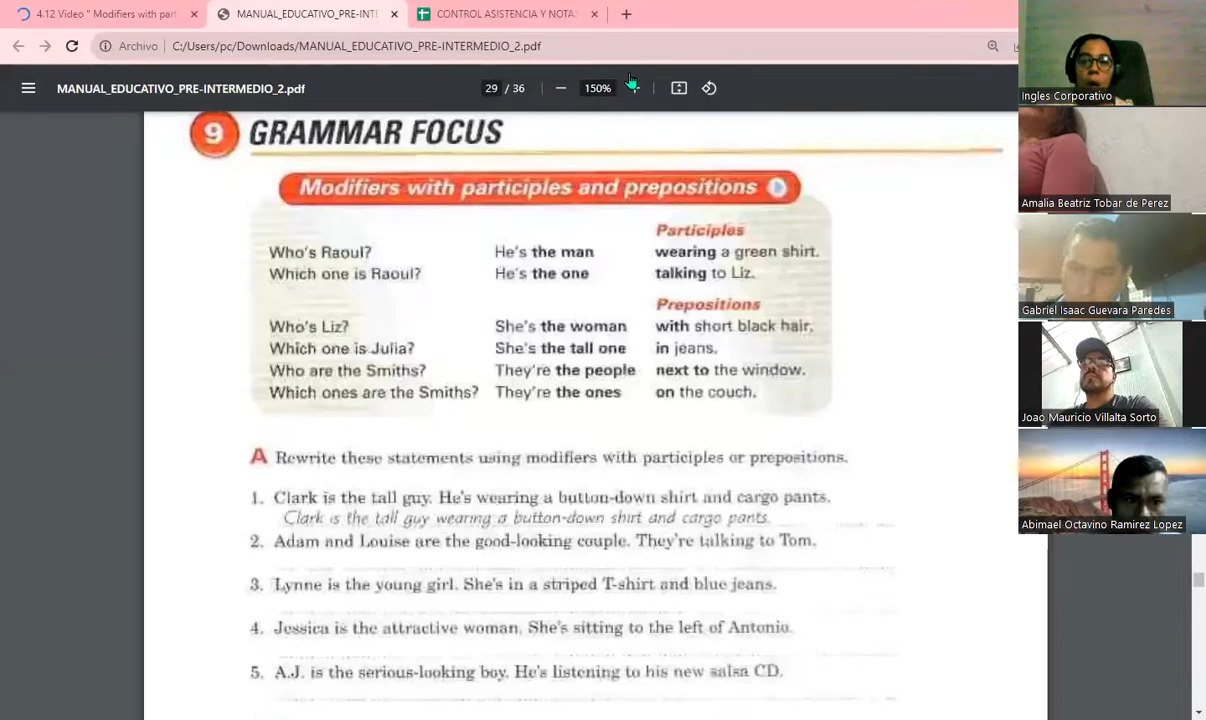 4.12 Video " Modifiers with part
MANUAL_EDUCATIVO_PRE-INTE
CONTROL ASISTENCIA Y NOTA
Archivo
C:/Users/pc/Downloads/MANUAL_EDUCATIVO_PRE-INTERMEDIO_2.pdf
MANUAL_EDUCATIVO_PRE-INTERMEDIO_2.pdf
29 / 36
150%
9 GRAMMAR FOCUS
Modifiers with participles and prepositions
Participles
Who's Raoul? He's the man wearing a green shirt.
Which one is Raoul? He's the one talking to Liz.
Prepositions
Who's Liz? She's the woman with short black hair.
Which one is Julia? She's the tall one in jeans.
Who are the Smiths? They're the people next to the window.
Which ones are the Smiths? They're the ones on the couch.
A Rewrite these statements using modifiers with participles or prepositions.
1. Clark is the tall guy. He's wearing a button-down shirt and cargo pants.
Clark is the tall guy wearing a button-down shirt and cargo pants.
2. Adam and Louise are the good-looking couple. They're talking to Tom.
3. Lynne is the young girl. She's in a striped T-shirt and blue jeans.
4. Jessica is the attractive woman. She's sitting to the left of Antonio.
5. A.J. is the serious-looking boy. He's listening to his new salsa CD.
Ingles Corporativo
Amalia Beatriz Tobar de Perez
Gabriel Isaac Guevara Paredes
Joao Mauricio Villalta Sorto
Abimael Octavino Ramirez Lopez